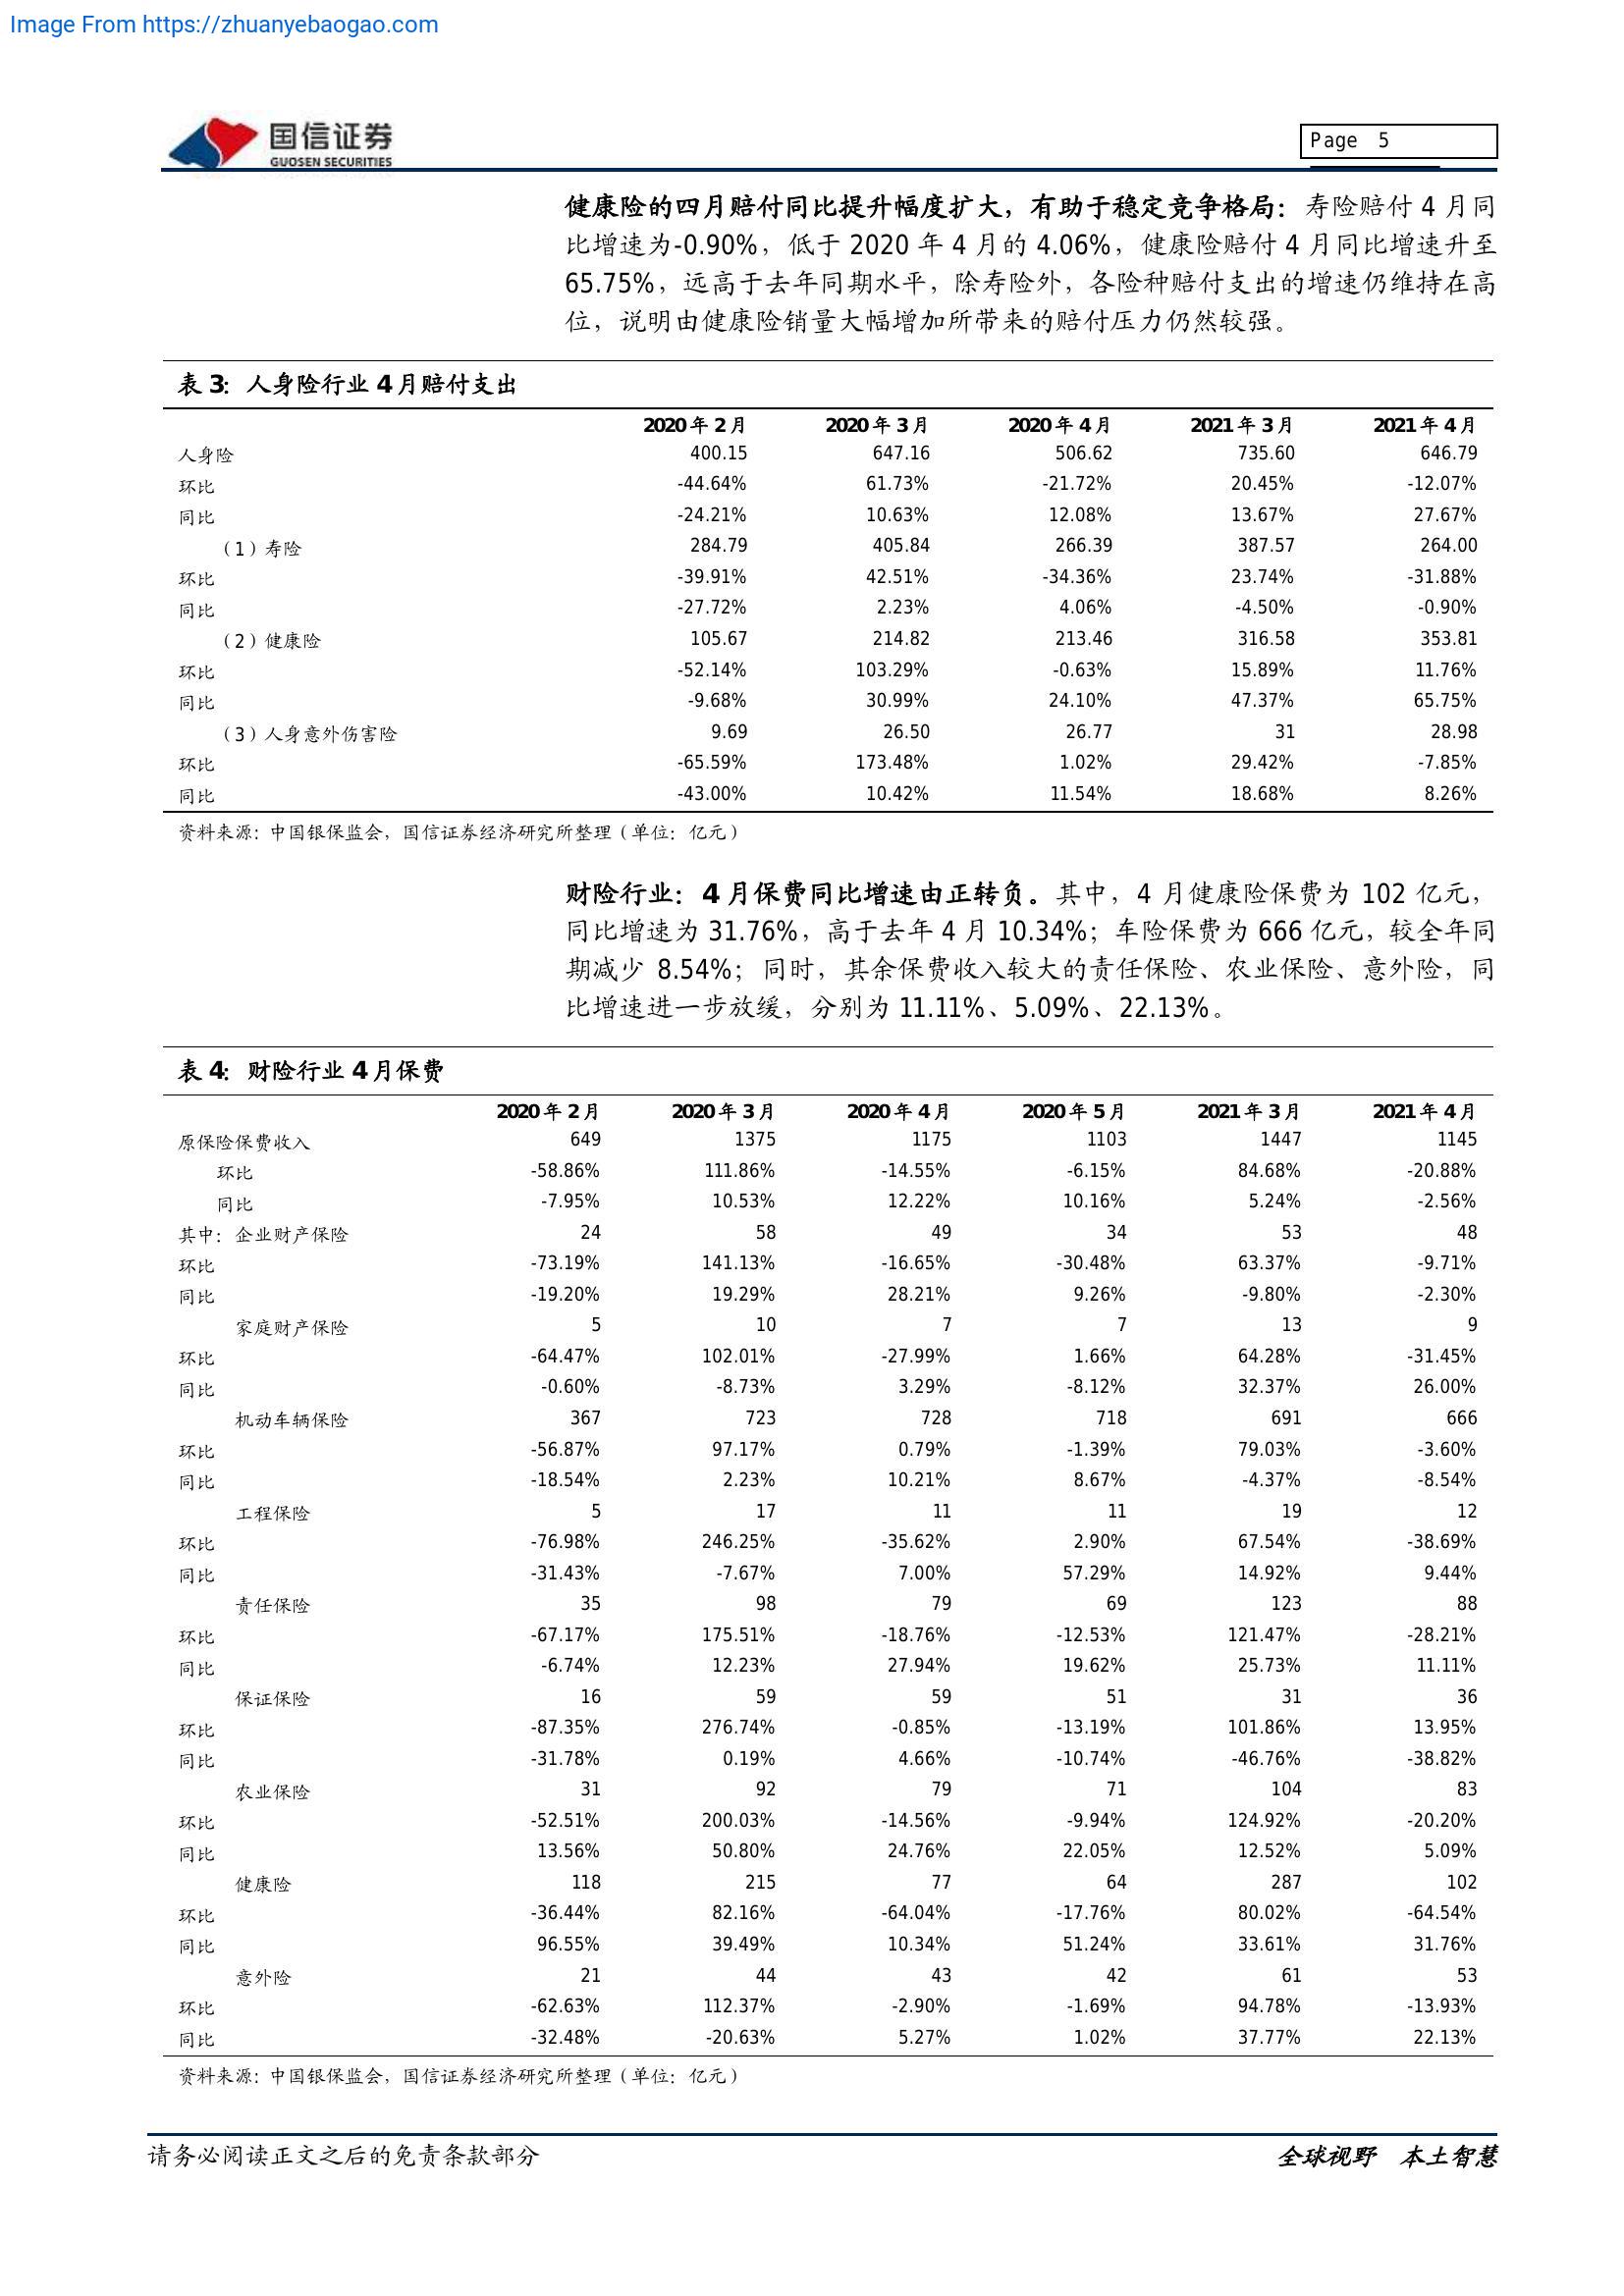 Image From https://zhuanyebaogao.com
国信证券
GUOSEN SECURITIES
Page 5
健康险的四月赔付同比提升幅度扩大，有助于稳定竞争格局：寿险赔付 4 月同
比增速为-0.90%，低于 2020 年 4 月的 4.06%，健康险赔付 4 月同比增速升至
65.75%，远高于去年同期水平，除寿险外，各险种赔付支出的增速仍维持在高
位，说明由健康险销量大幅增加所带来的赔付压力仍然较强。
表 3：人身险行业 4 月赔付支出
2020 年 2 月 2020 年 3 月 2020 年 4 月 2021 年 3 月 2021 年 4 月
人身险 400.15 647.16 506.62 735.60 646.79
环比 -44.64% 61.73% -21.72% 20.45% -12.07%
同比 -24.21% 10.63% 12.08% 13.67% 27.67%
（1）寿险 284.79 405.84 266.39 387.57 264.00
环比 -39.91% 42.51% -34.36% 23.74% -31.88%
同比 -27.72% 2.23% 4.06% -4.50% -0.90%
（2）健康险 105.67 214.82 213.46 316.58 353.81
环比 -52.14% 103.29% -0.63% 15.89% 11.76%
同比 -9.68% 30.99% 24.10% 47.37% 65.75%
（3）人身意外伤害险 9.69 26.50 26.77 31 28.98
环比 -65.59% 173.48% 1.02% 29.42% -7.85%
同比 -43.00% 10.42% 11.54% 18.68% 8.26%
资料来源：中国银保监会，国信证券经济研究所整理（单位：亿元）
财险行业：4 月保费同比增速由正转负。其中，4 月健康险保费为 102 亿元，
同比增速为 31.76%，高于去年 4 月 10.34%；车险保费为 666 亿元，较全年同
期减少 8.54%；同时，其余保费收入较大的责任保险、农业保险、意外险，同
比增速进一步放缓，分别为 11.11%、5.09%、22.13%。
表 4：财险行业 4 月保费
2020 年 2 月 2020 年 3 月 2020 年 4 月 2020 年 5 月 2021 年 3 月 2021 年 4 月
原保险保费收入 649 1375 1175 1103 1447 1145
环比 -58.86% 111.86% -14.55% -6.15% 84.68% -20.88%
同比 -7.95% 10.53% 12.22% 10.16% 5.24% -2.56%
其中：企业财产保险 24 58 49 34 53 48
环比 -73.19% 141.13% -16.65% -30.48% 63.37% -9.71%
同比 -19.20% 19.29% 28.21% 9.26% -9.80% -2.30%
家庭财产保险 5 10 7 7 13 9
环比 -64.47% 102.01% -27.99% 1.66% 64.28% -31.45%
同比 -0.60% -8.73% 3.29% -8.12% 32.37% 26.00%
机动车辆保险 367 723 728 718 691 666
环比 -56.87% 97.17% 0.79% -1.39% 79.03% -3.60%
同比 -18.54% 2.23% 10.21% 8.67% -4.37% -8.54%
工程保险 5 17 11 11 19 12
环比 -76.98% 246.25% -35.62% 2.90% 67.54% -38.69%
同比 -31.43% -7.67% 7.00% 57.29% 14.92% 9.44%
责任保险 35 98 79 69 123 88
环比 -67.17% 175.51% -18.76% -12.53% 121.47% -28.21%
同比 -6.74% 12.23% 27.94% 19.62% 25.73% 11.11%
保证保险 16 59 59 51 31 36
环比 -87.35% 276.74% -0.85% -13.19% 101.86% 13.95%
同比 -31.78% 0.19% 4.66% -10.74% -46.76% -38.82%
农业保险 31 92 79 71 104 83
环比 -52.51% 200.03% -14.56% -9.94% 124.92% -20.20%
同比 13.56% 50.80% 24.76% 22.05% 12.52% 5.09%
健康险 118 215 77 64 287 102
环比 -36.44% 82.16% -64.04% -17.76% 80.02% -64.54%
同比 96.55% 39.49% 10.34% 51.24% 33.61% 31.76%
意外险 21 44 43 42 61 53
环比 -62.63% 112.37% -2.90% -1.69% 94.78% -13.93%
同比 -32.48% -20.63% 5.27% 1.02% 37.77% 22.13%
资料来源：中国银保监会，国信证券经济研究所整理（单位：亿元）
请务必阅读正文之后的免责条款部分 全球视野 本土智慧